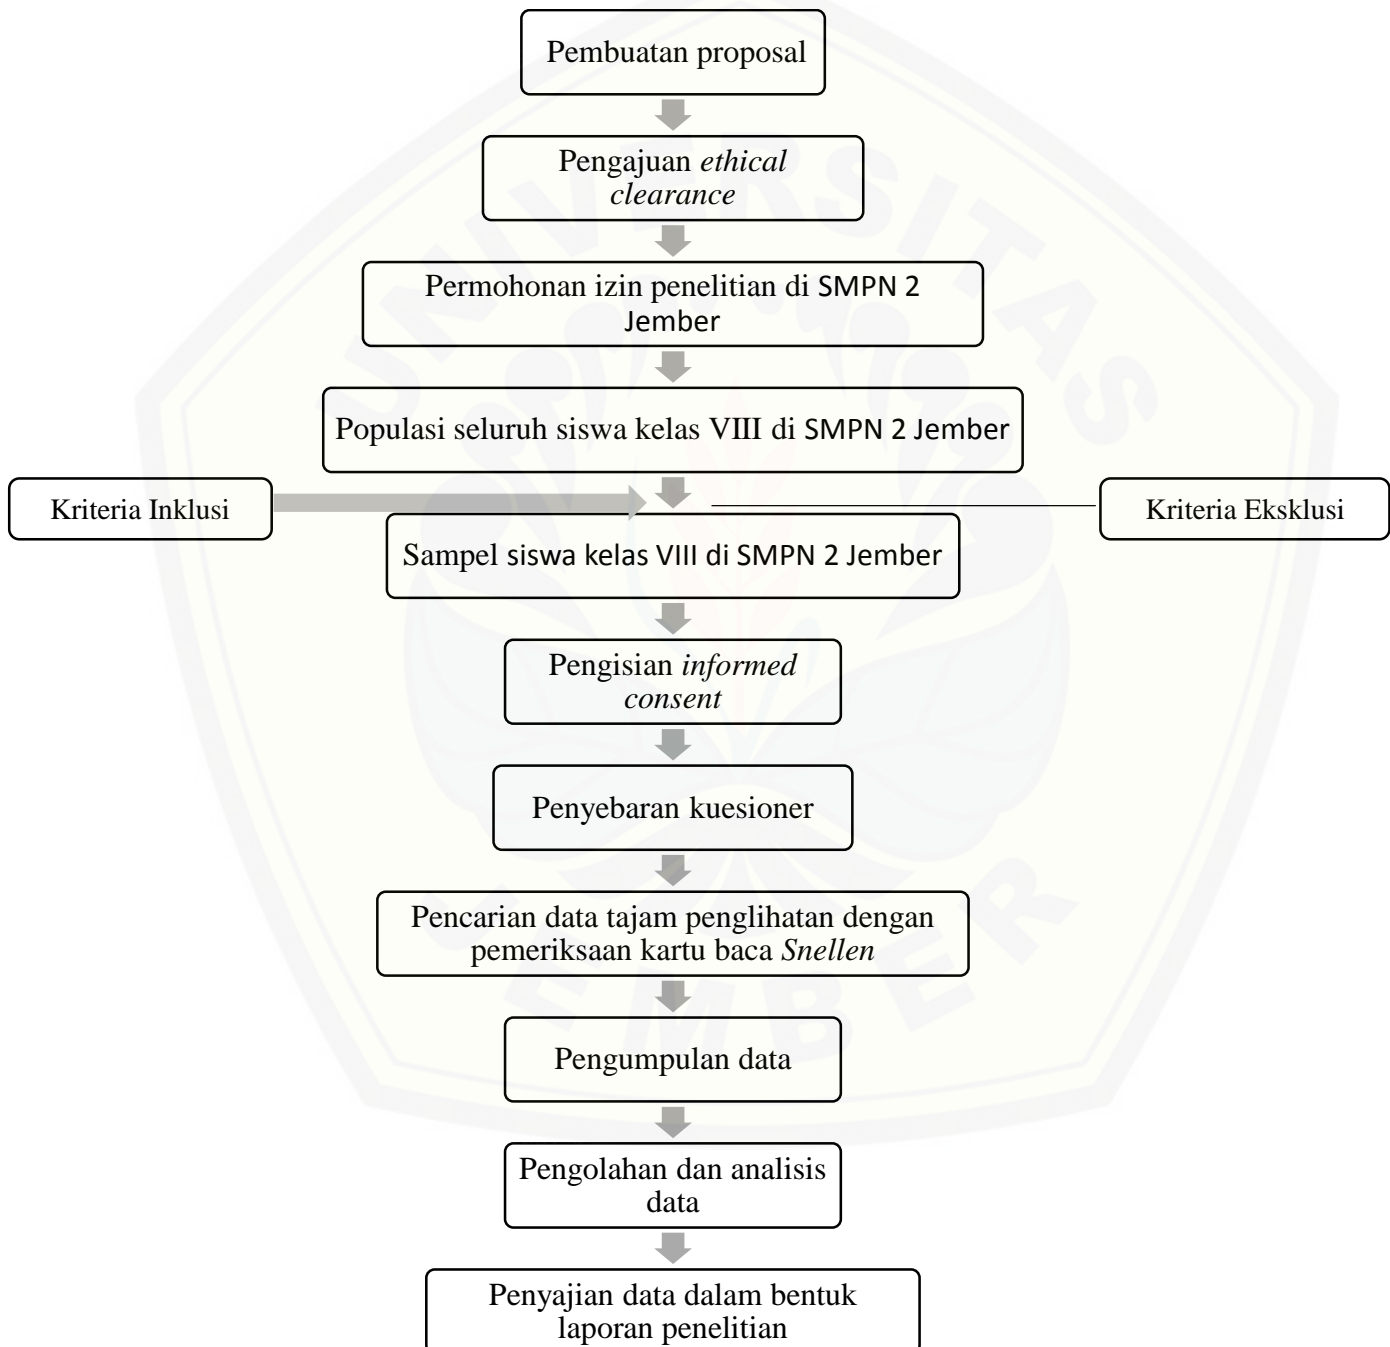 Pembuatan proposal
Pengajuan ethical
clearance
Permohonan izin penelitian di SMPN 2
Jember
Populasi seluruh siswa kelas VIII di SMPN 2 Jember
Kriteria Inklusi
Kriteria Eksklusi
Sampel siswa kelas VIII di SMPN 2 Jember
Pengisian informed
consent
Penyebaran kuesioner
Pencarian data tajam penglihatan dengan
pemeriksaan kartu baca Snellen
Pengumpulan data
Pengolahan dan analisis
data
Penyajian data dalam bentuk
laporan penelitian
UNIVERSITAS
JEMBER